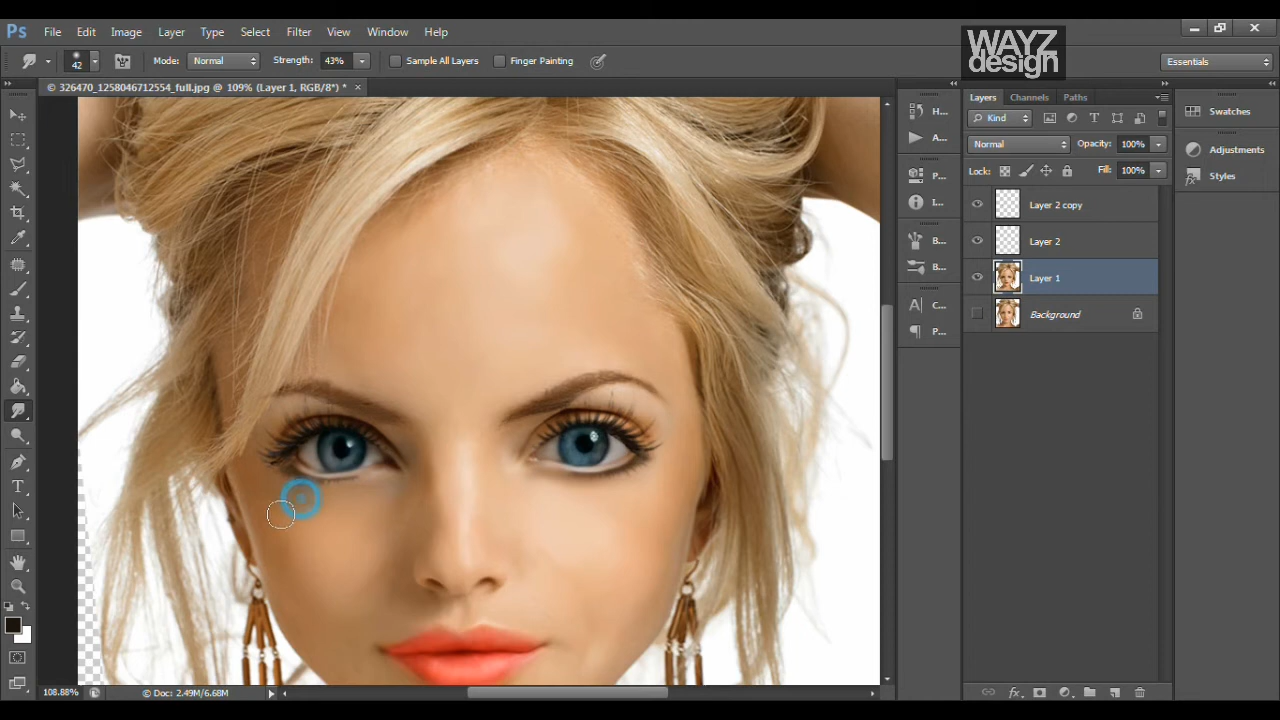 Ps File Edit Image Layer Type Select Filter View Window Help
WAYZ
design
42 Mode: Normal Strength: 43% Sample All Layers Finger Painting Essentials
© 326470_1258046712554_full.jpg @ 109% (Layer 1, RGB/8*) * ×
H...
A...
P...
I...
B...
B...
C...
P...
Layers Channels Paths
Kind
Normal Opacity: 100%
Lock: Fill: 100%
Layer 2 copy
Layer 2
Layer 1
Background
Swatches
Adjustments
Styles
108.88% © Doc: 2.49M/6.68M